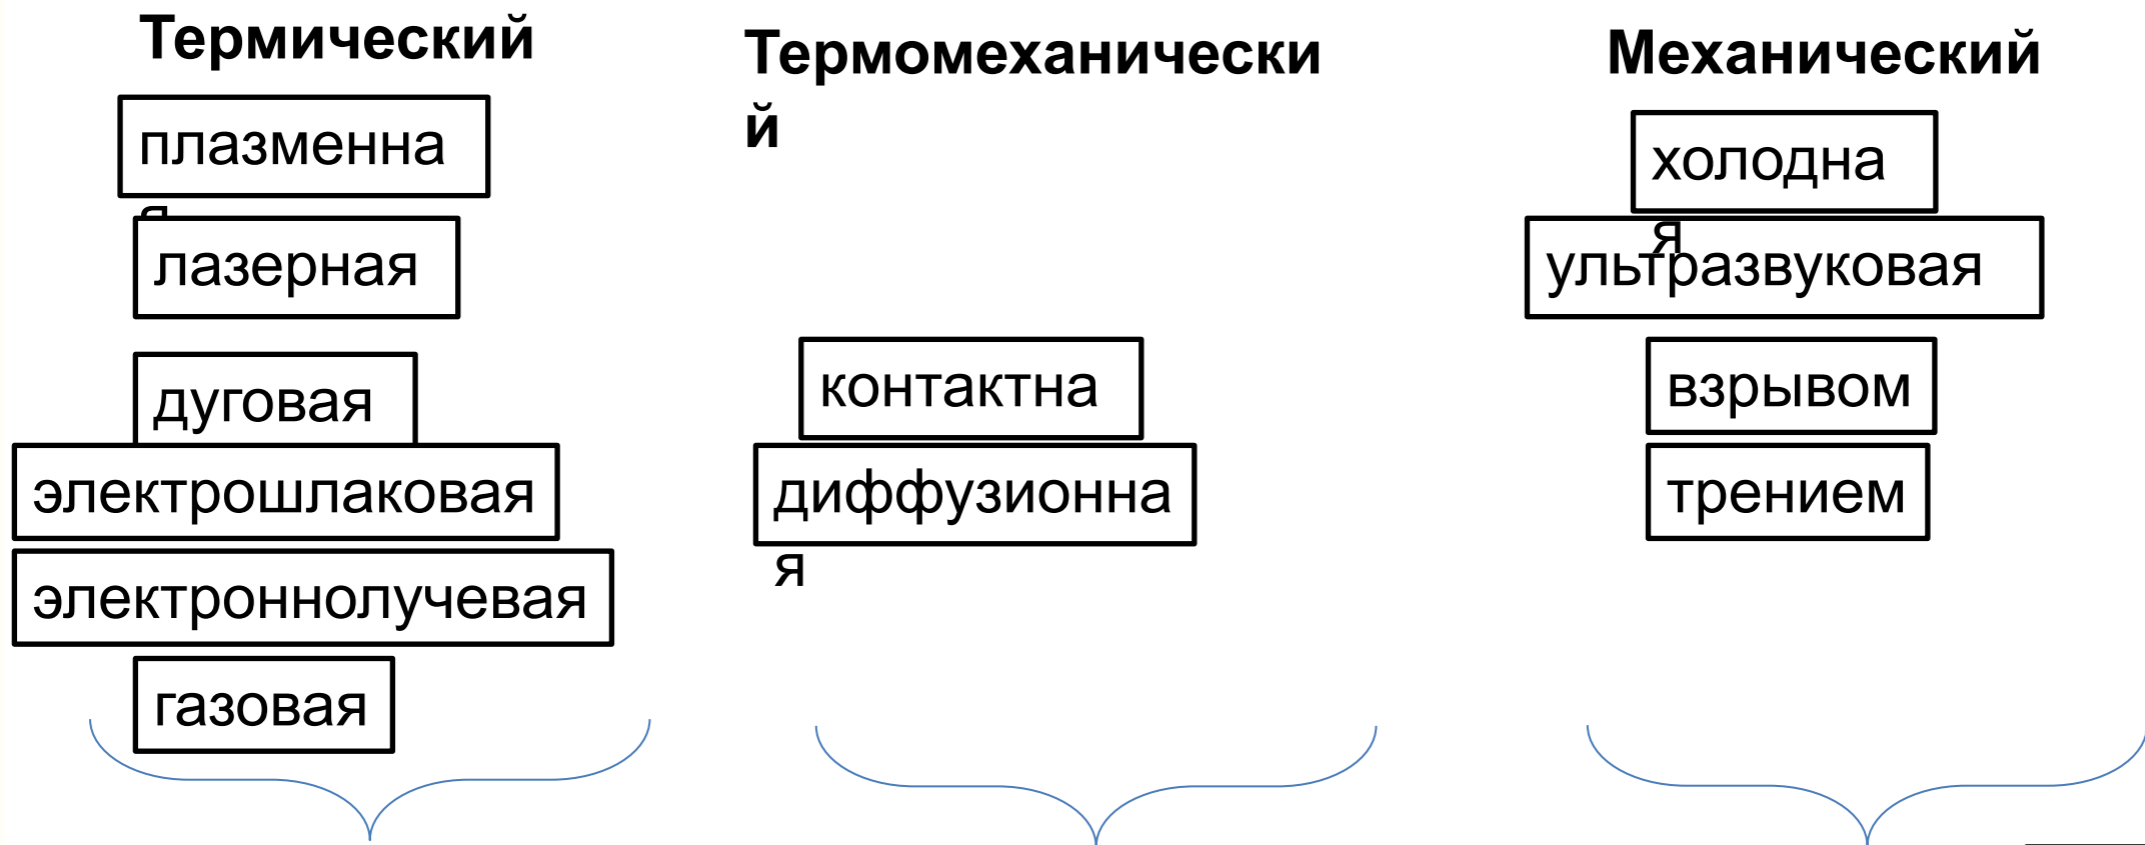 Термический
плазменна
я
лазерная
дуговая
электрошлаковая
электроннолучевая
газовая
Термомеханически
й
контактна
диффузионна
я
Механический
холодна
я
ультразвуковая
взрывом
трением